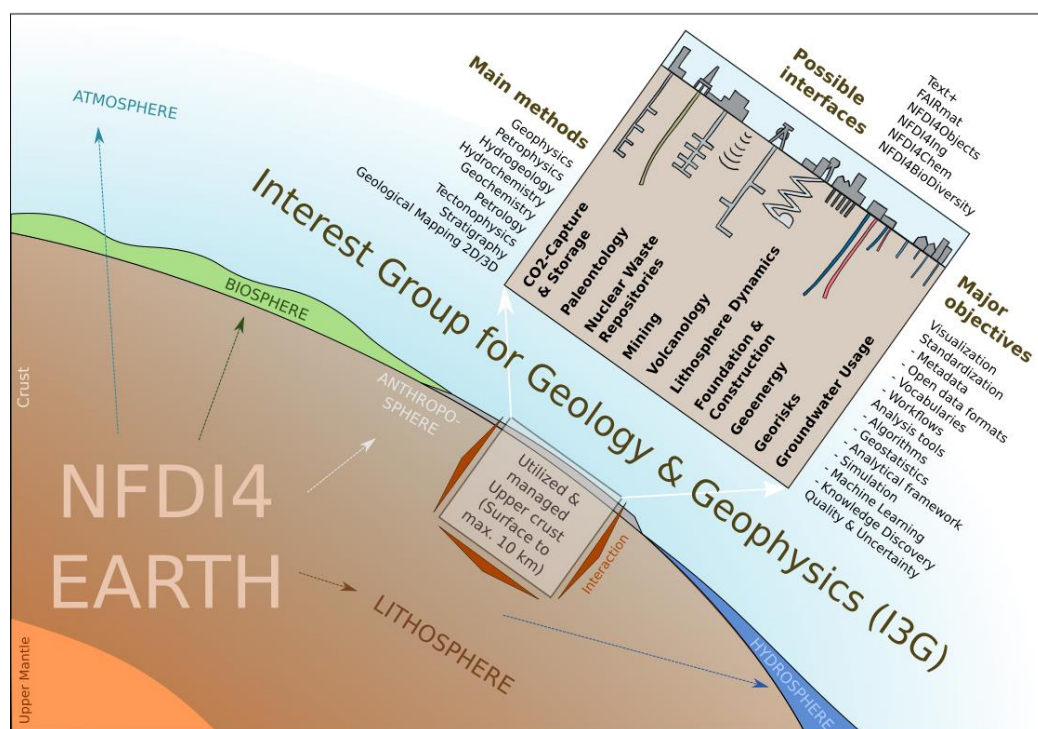 ATMOSPHERE
BIOSPHERE
Crust
ANTHROPO-
SPHERE
NFDI4
EARTH
LITHOSPHERE
Upper Mantle
HYDROSPHERE
Utilized &
managed
Upper crust
(Surface to
max. 10 km)
Interaction
Interest Group for Geology & Geophysics (I3G)
Main methods
Geophysics
Petrophysics
Hydrogeology
Hydrochemistry
Geochemistry
Petrology
Tectonophysics
Stratigraphy
Geological Mapping 2D/3D
Possible
interfaces
Text+
FAIRmat
NFDI4Objects
NFDI4Ing
NFDI4Chem
NFDI4BioDiversity
CO2-Capture
& Storage
Paleontology
Nuclear Waste
Repositories
Mining
Volcanology
Lithosphere Dynamics
Foundation &
Construction
Geoenergy
Georisks
Groundwater Usage
Major
objectives
Visualization
Standardization
- Metadata
- Open data formats
- Vocabularies
- Workflows
Analysis tools
- Algorithms
- Geostatistics
- Analytical framework
- Simulation
- Machine Learning
- Knowledge Discovery
Quality & Uncertainty